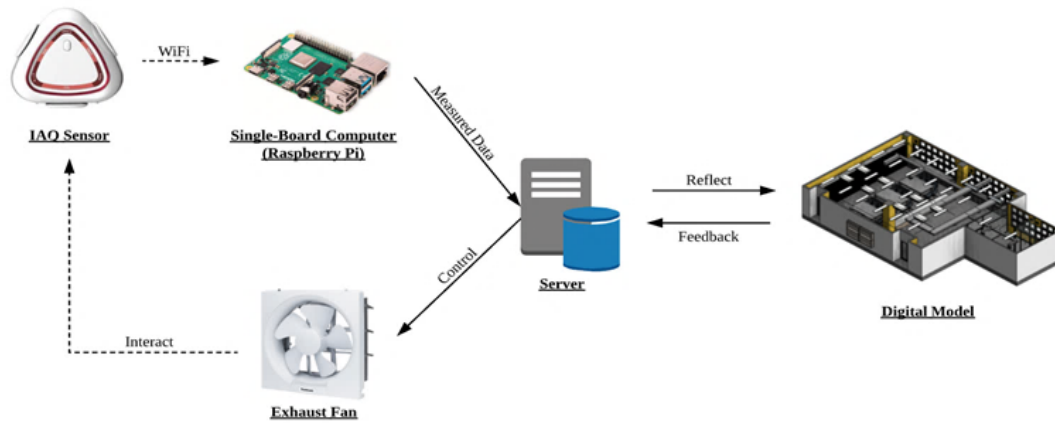 WiFi
IAQ Sensor
Single-Board Computer
(Raspberry Pi)
Measured Data
Reflect
Feedback
Server
Control
Digital Model
Interact
Exhaust Fan